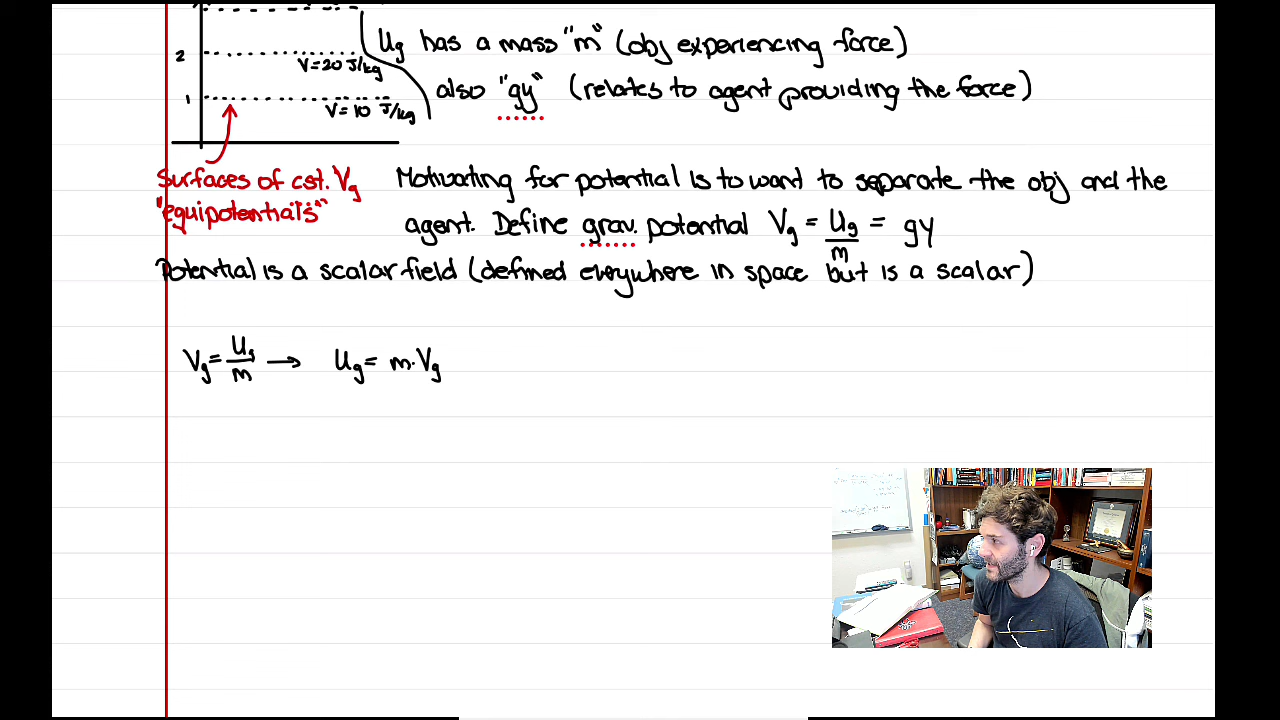 Ug has a mass "m" (obj experiencing force)
2
V=20 J/kg
also "gy" (relates to agent providing the force)
1
V=10 J/kg
Surfaces of cst. Vg
"equipotentials"
Motivating for potential is to want to separate the obj and the
agent. Define grav. potential Vg = Ug/m = gy
Potential is a scalar field (defined everywhere in space but is a scalar)
Vg = Ug/m → Ug = m·Vg